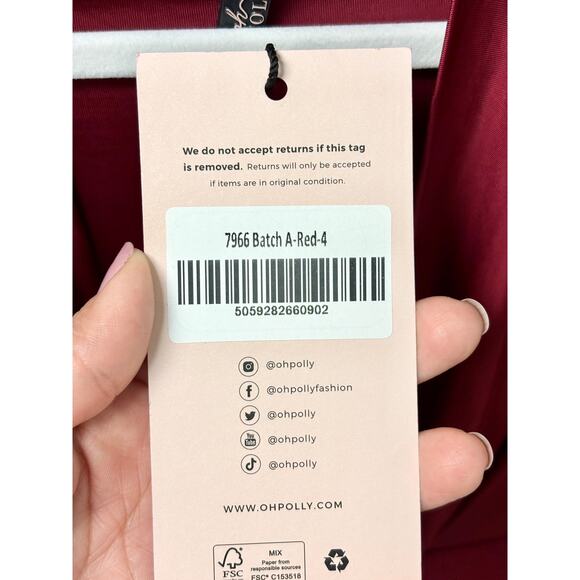 We do not accept returns if this tag
is removed. Returns will only be accepted
if items are in original condition.
7966 Batch A-Red-4
5059282660902
@ohpolly
@ohpollyfashion
@ohpolly
You
Tube
@ohpolly
@ohpolly
WWW.OHPOLLY.COM
FSC
MIX
Paper from
responsible sources
FSC® C153518